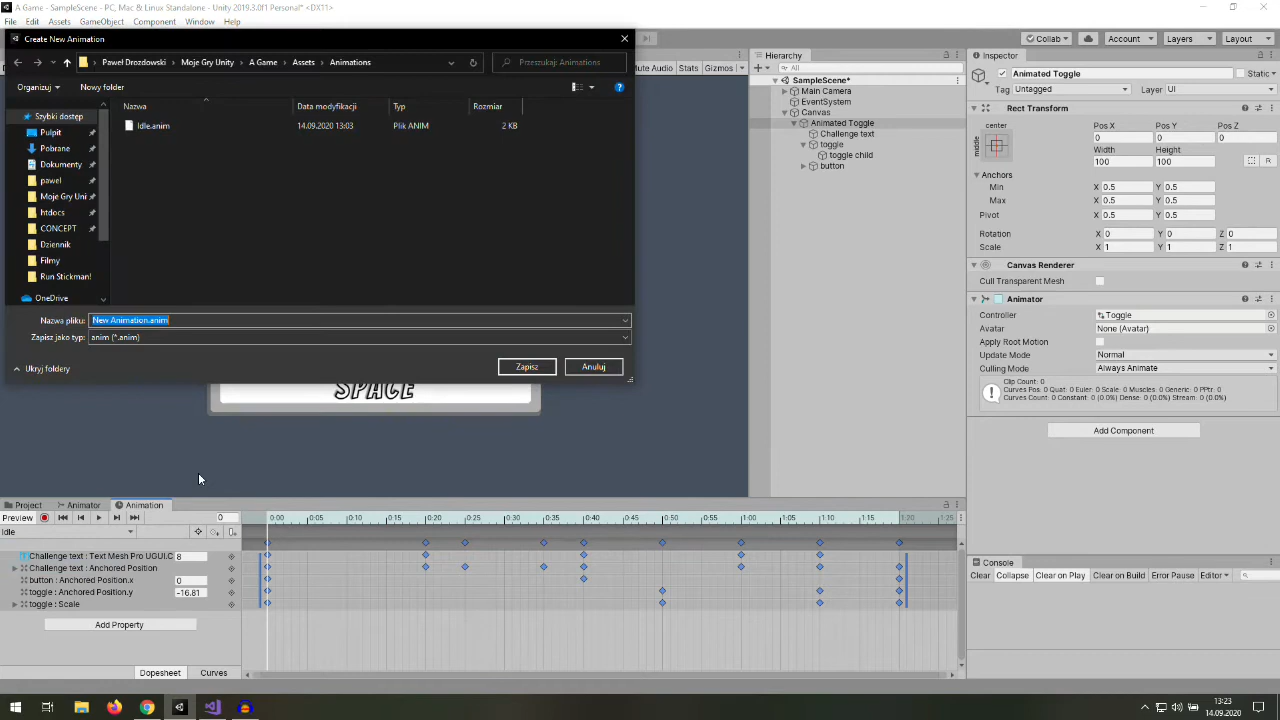 A Game - SampleScene - PC, Mac & Linux Standalone - Unity 2019.3.0f1 Personal* <DX11>
File Edit Assets GameObject Component Window Help
Collab Account Layers Layout
Create New Animation
Paweł Drozdowski > Moje Gry Unity > A Game > Assets > Animations
Przeszukaj: Animations
Organizuj New folder
Nazwa Data modyfikacji Typ Rozmiar
Idle.anim 14.09.2020 13:03 Plik ANIM 2 KB
Szybki dostęp
Pulpit
Pobrane
Dokumenty
pawel
Moje Gry Uni
htdocs
CONCEPT
Dziennik
Filmy
Run Stickman!
OneDrive
Nazwa pliku: New Animation.anim
Zapisz jako typ: anim (*.anim)
Ukryj foldery Zapisz Anuluj
Mute Audio Stats Gizmos
SPACE
Hierarchy
All
SampleScene*
Main Camera
EventSystem
Canvas
Animated Toggle
Challenge text
toggle
toggle child
button
Inspector
Animated Toggle Static
Tag Untagged Layer UI
Rect Transform
center Pos X Pos Y Pos Z
middle 0 0 0
Width Height
100 100
R
Anchors
Min X 0.5 Y 0.5
Max X 0.5 Y 0.5
Pivot X 0.5 Y 0.5
Rotation X 0 Y 0 Z 0
Scale X 1 Y 1 Z 1
Canvas Renderer
Cull Transparent Mesh
Animator
Controller Toggle
Avatar None (Avatar)
Apply Root Motion
Update Mode Normal
Culling Mode Always Animate
Clip Count: 0
Curves Pos: 0 Quat: 0 Euler: 0 Scale: 0 Muscles: 0 Generic: 0 PPtr: 0
Curves Count: 0 Constant: 0 (0.0%) Dense: 0 (0.0%) Stream: 0 (0.0%)
Add Component
Project Animator Animation
Preview 0 0:00 0:05 0:10 0:15 0:20 0:25 0:30 0:35 0:40 0:45 0:50 0:55 1:00 1:05 1:10 1:15 1:20 1:25
Idle
Challenge text : Text Mesh Pro UGUI.C 8
Challenge text : Anchored Position
button : Anchored Position.x 0
toggle : Anchored Position.y -16.81
toggle : Scale
Add Property
Dopesheet Curves
Console
Clear Collapse Clear on Play Clear on Build Error Pause Editor
13:23
14.09.2020